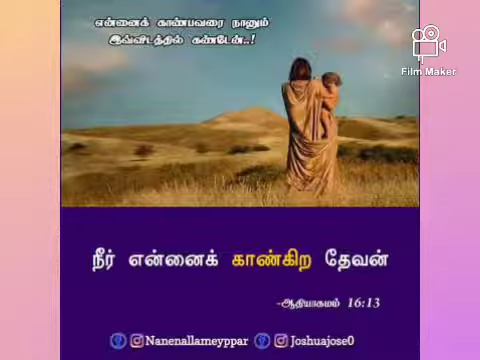 என்னைக் காண்பவரை நானும்
இவ்விடத்தில் கண்டேன்..!
Film Maker
நீர் என்னைக் காண்கிற தேவன்
-ஆதியாகமம் 16:13
Nanenallameyppar Joshuajose0